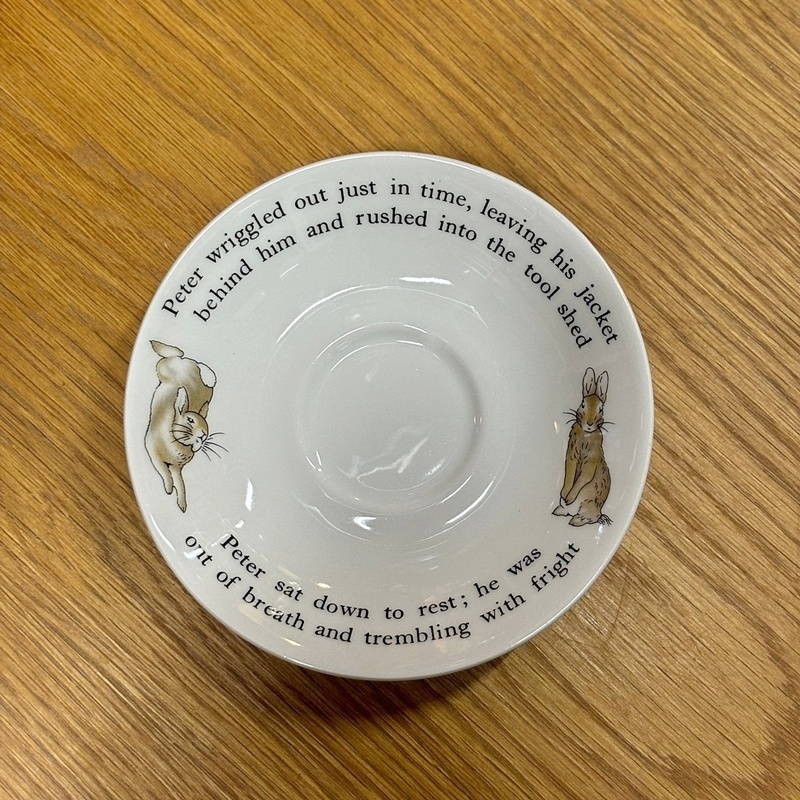 Peter wriggled out just in time, leaving his jacket
behind him and rushed into the tool shed
Peter sat down to rest; he was
out of breath and trembling with fright